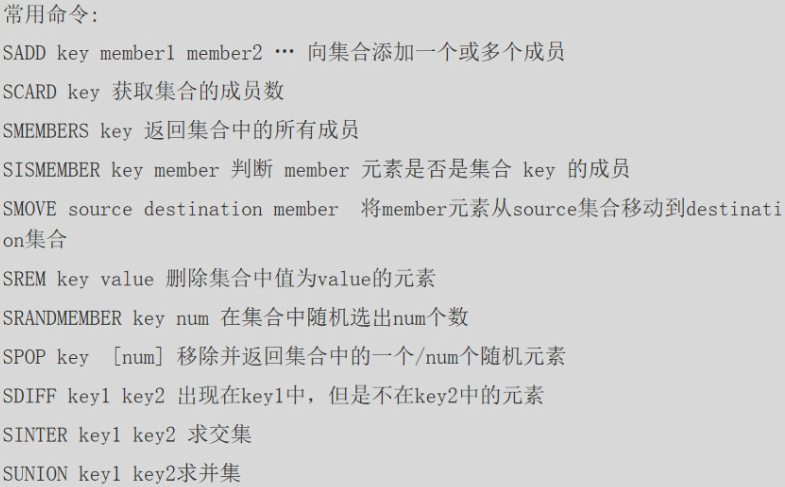 常用命令:
SADD key member1 member2 … 向集合添加一个或多个成员
SCARD key 获取集合的成员数
SMEMBERS key 返回集合中的所有成员
SISMEMBER key member 判断 member 元素是否是集合 key 的成员
SMOVE source destination member 将member元素从source集合移动到destinati
on集合
SREM key value 删除集合中值为value的元素
SRANDMEMBER key num 在集合中随机选出num个数
SPOP key [num] 移除并返回集合中的一个/num个随机元素
SDIFF key1 key2 出现在key1中，但是不在key2中的元素
SINTER key1 key2 求交集
SUNION key1 key2求并集